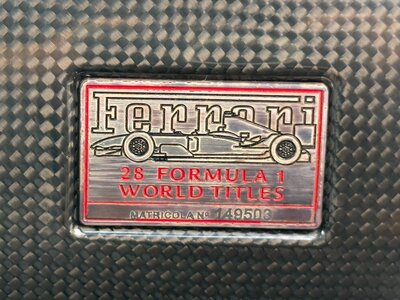 Ferrari
28 FORMULA 1
WORLD TITLES
MATRICOLA Nº 149503